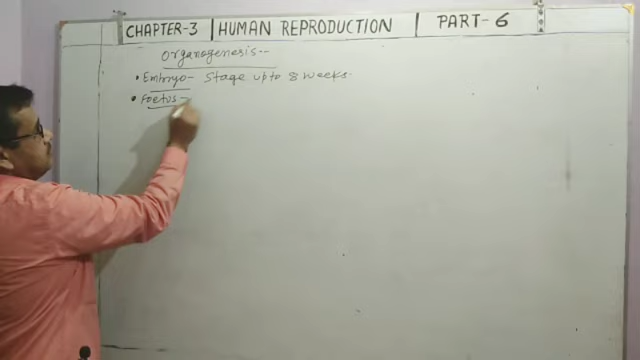 CHAPTER-3 | HUMAN REPRODUCTION | PART-6
Organogenesis--
• Embryo- Stage upto 8 weeks.
• Foetus-